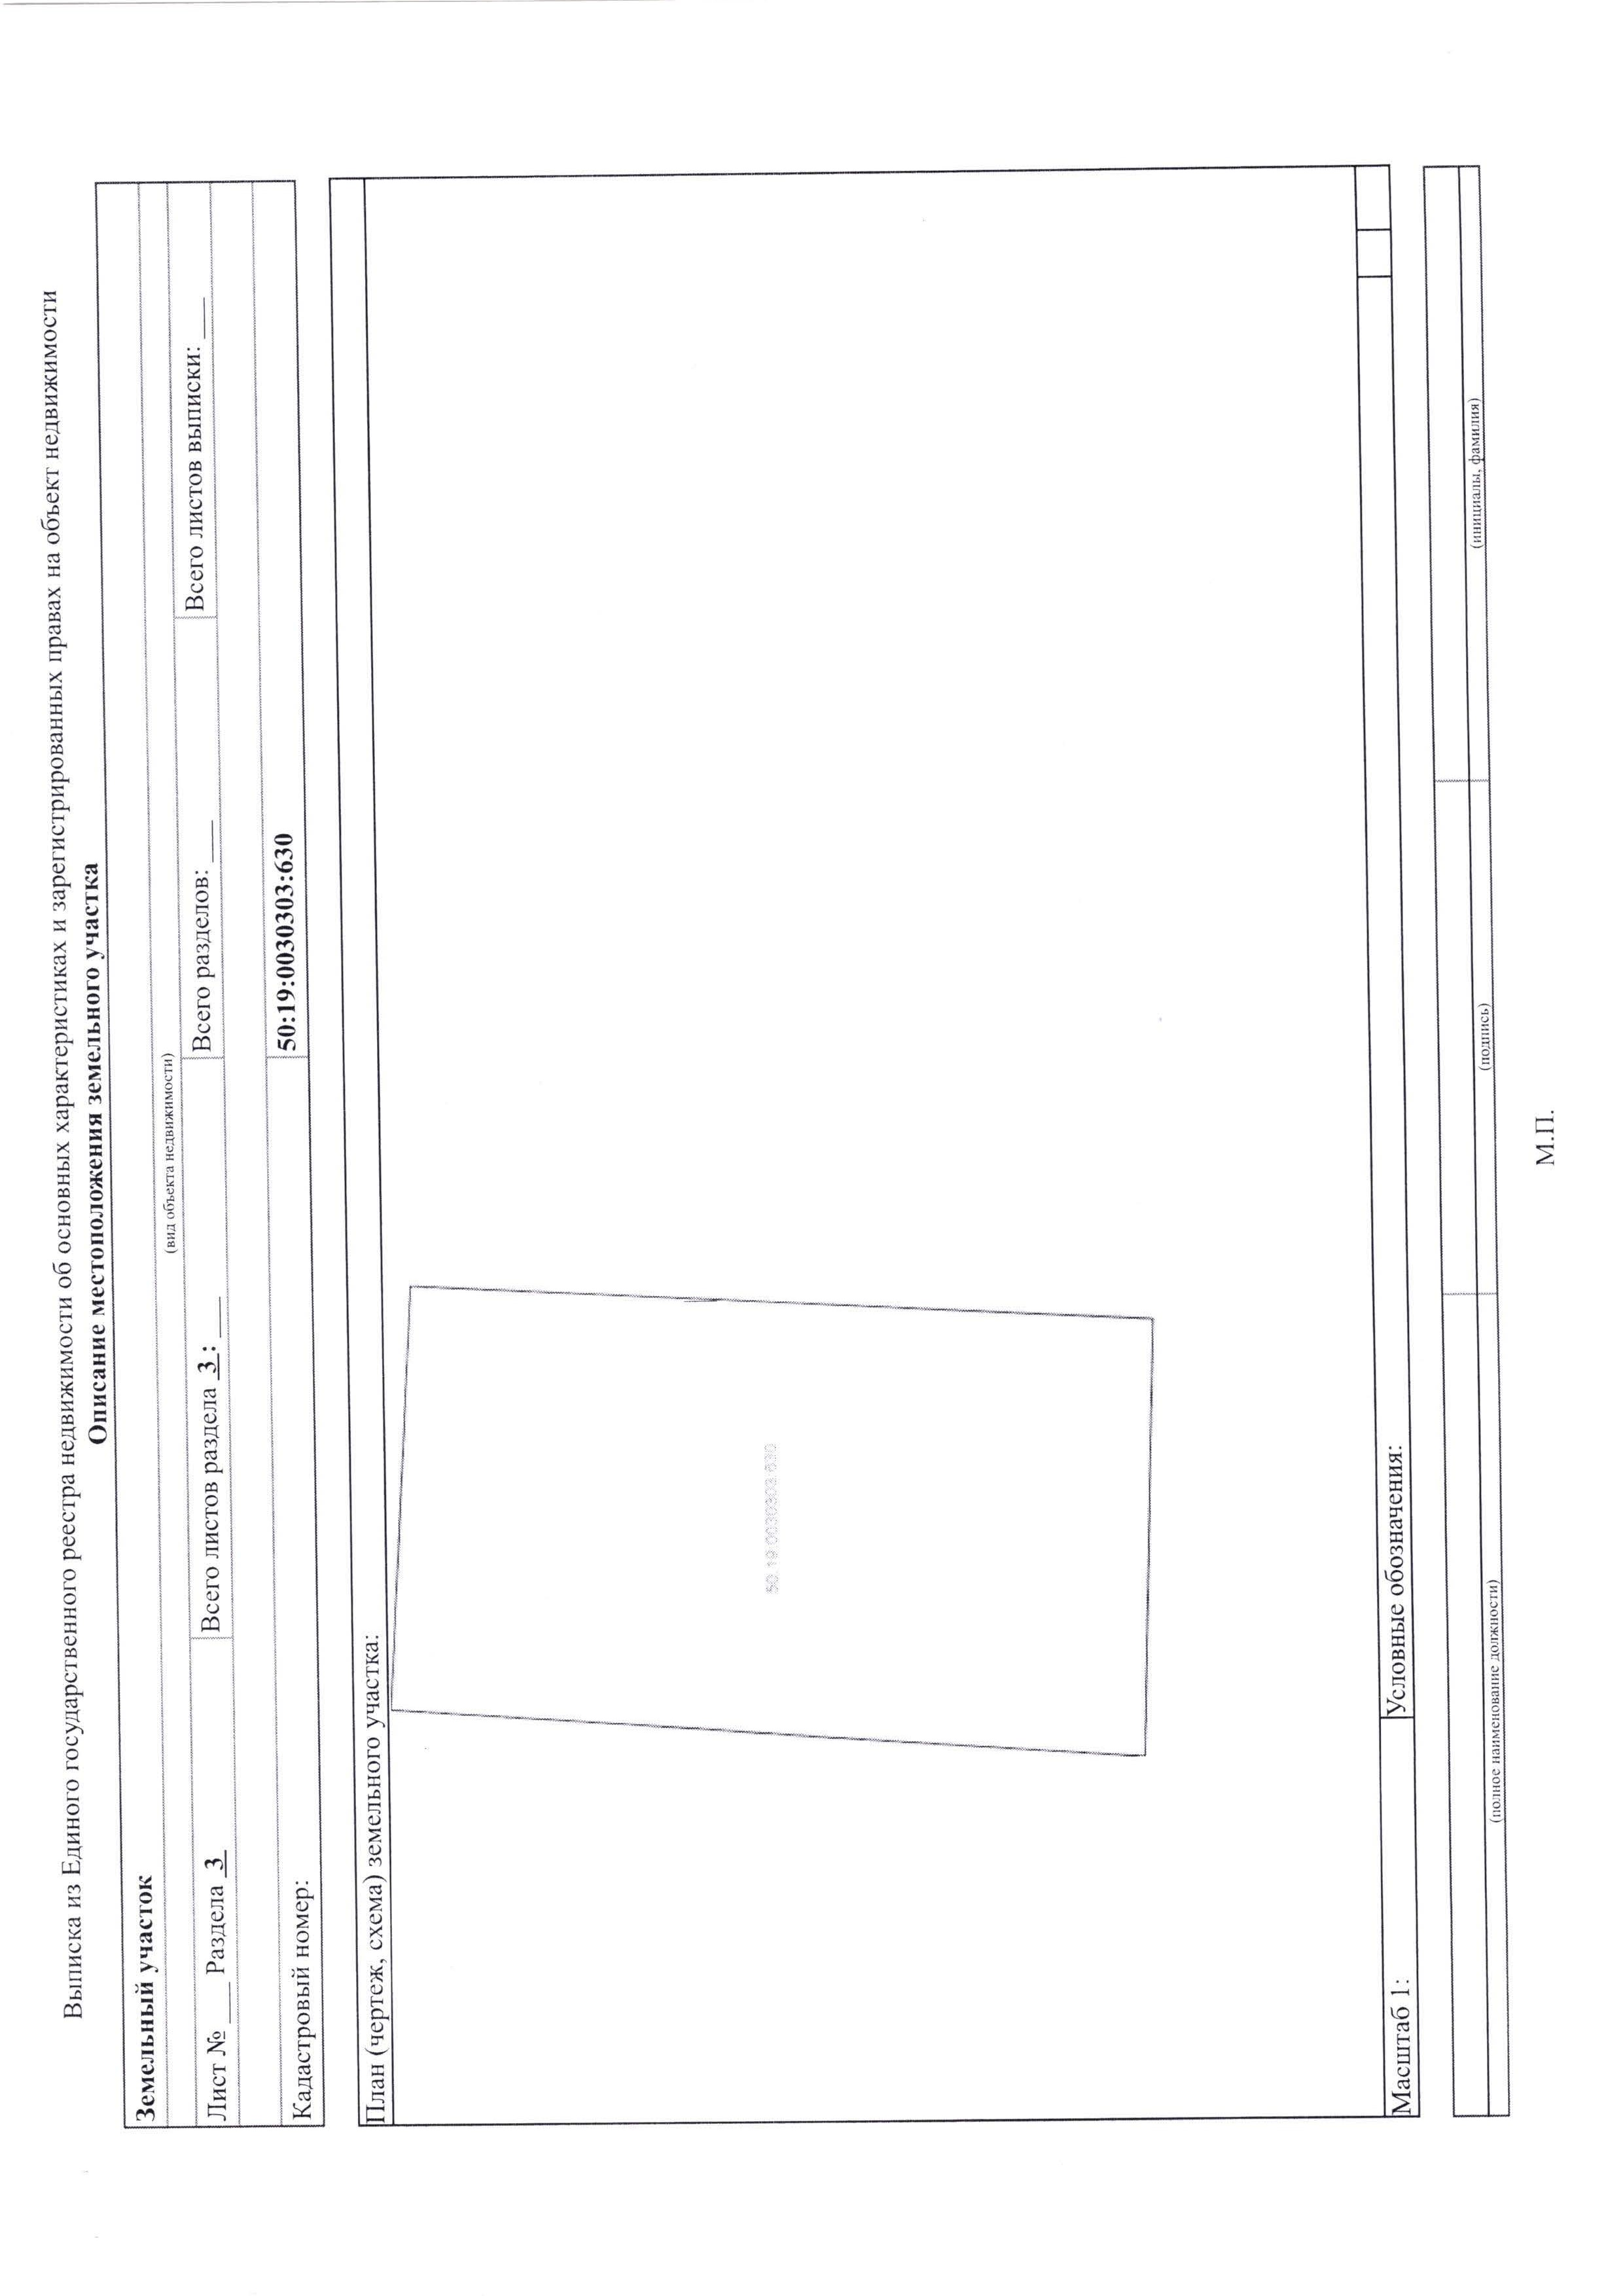 Выписка из Единого государственного реестра недвижимости об основных характеристиках и зарегистрированных правах на объект недвижимости
Описание местоположения земельного участка
Земельный участок
(вид объекта недвижимости)
Лист № ___ Раздела 3 Всего листов раздела 3 : ___ Всего разделов: ___ Всего листов выписки: ___
Кадастровый номер: 50:19:0030303:630
План (чертеж, схема) земельного участка:
50:19:0030303:630
Масштаб 1: Условные обозначения:
(полное наименование должности) (подпись) (инициалы, фамилия)
М.П.